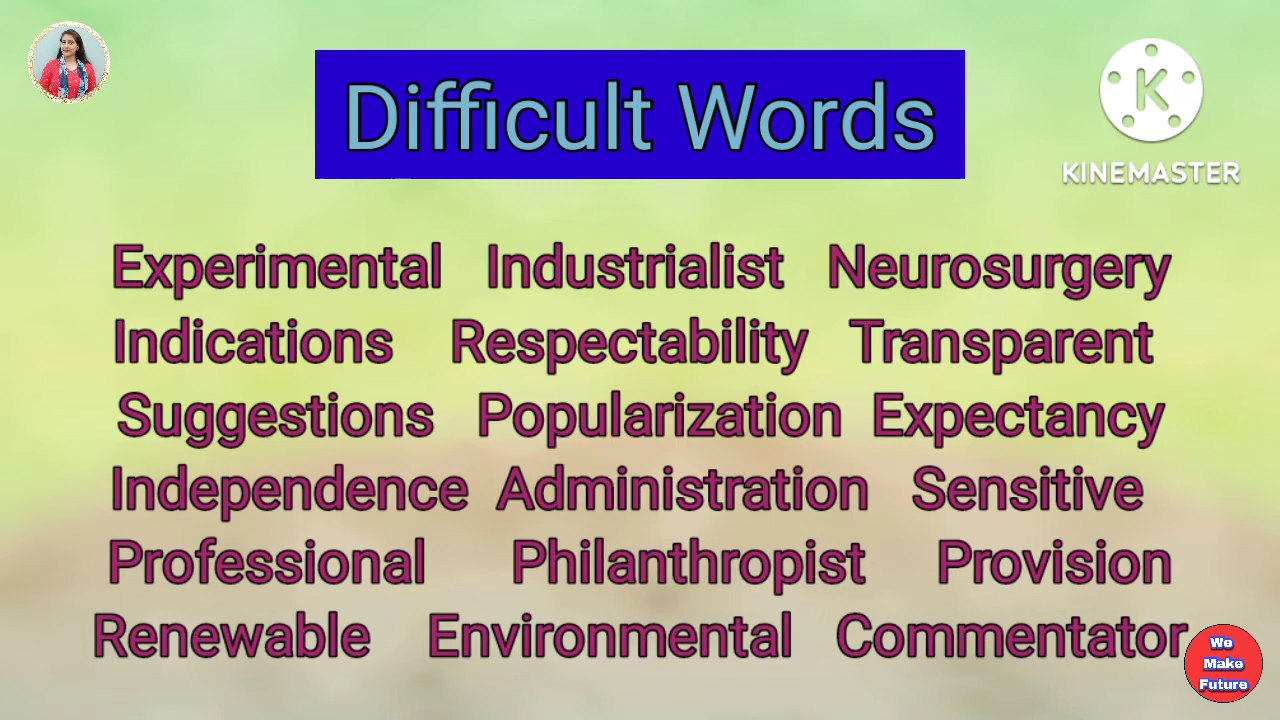 Difficult Words
K
KINEMASTER
Experimental Industrialist Neurosurgery
Indications Respectability Transparent
Suggestions Popularization Expectancy
Independence Administration Sensitive
Professional Philanthropist Provision
Renewable Environmental Commentator
We
Make
Future